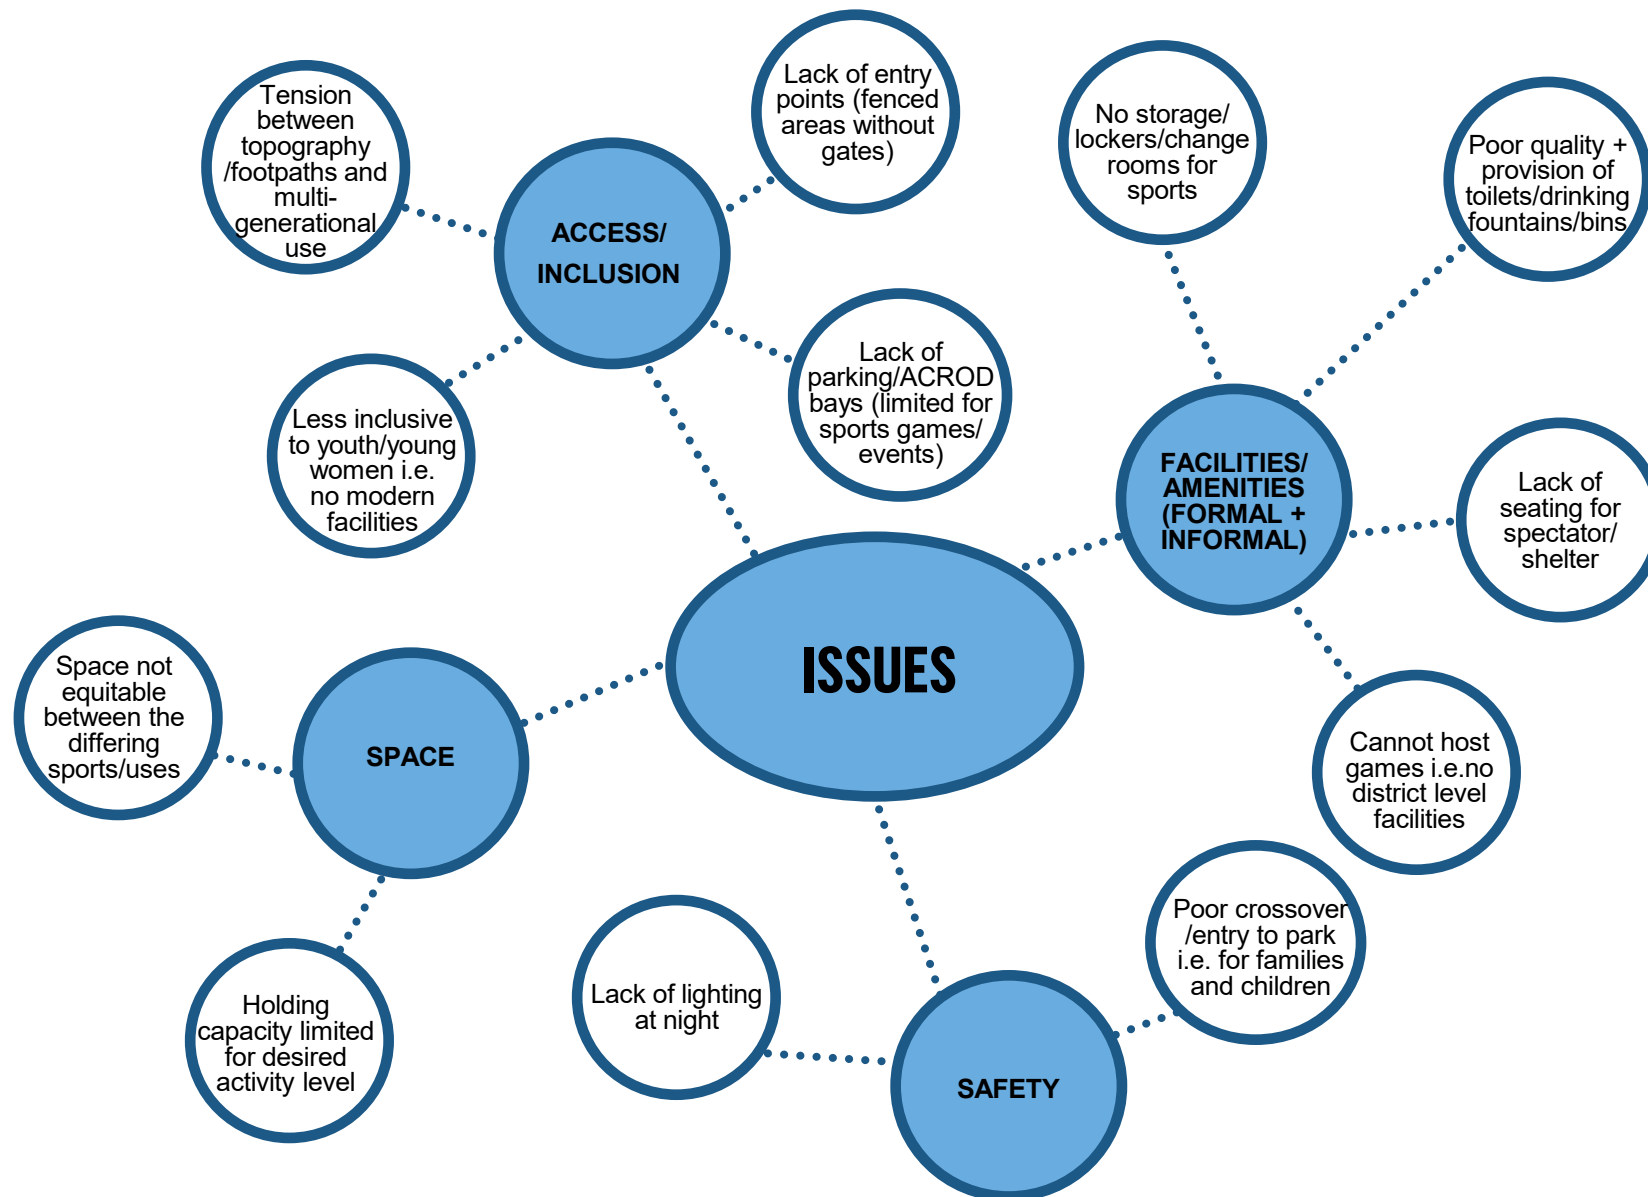 Tension
between
topography
/footpaths and
multi-
generational
use
Lack of entry
points (fenced
areas without
gates)
ACCESS/
INCLUSION
Less inclusive
to youth/young
women i.e.
no modern
facilities
Lack of
parking/ACROD
bays (limited for
sports games/
events)
No storage/
lockers/change
rooms for
sports
Poor quality +
provision of
toilets/drinking
fountains/bins
FACILITIES/
AMENITIES
(FORMAL +
INFORMAL)
Lack of
seating for
spectator/
shelter
Cannot host
games i.e.no
district level
facilities
ISSUES
Space not
equitable
between the
differing
sports/uses
SPACE
Holding
capacity limited
for desired
activity level
Lack of lighting
at night
Poor crossover
/entry to park
i.e. for families
and children
SAFETY